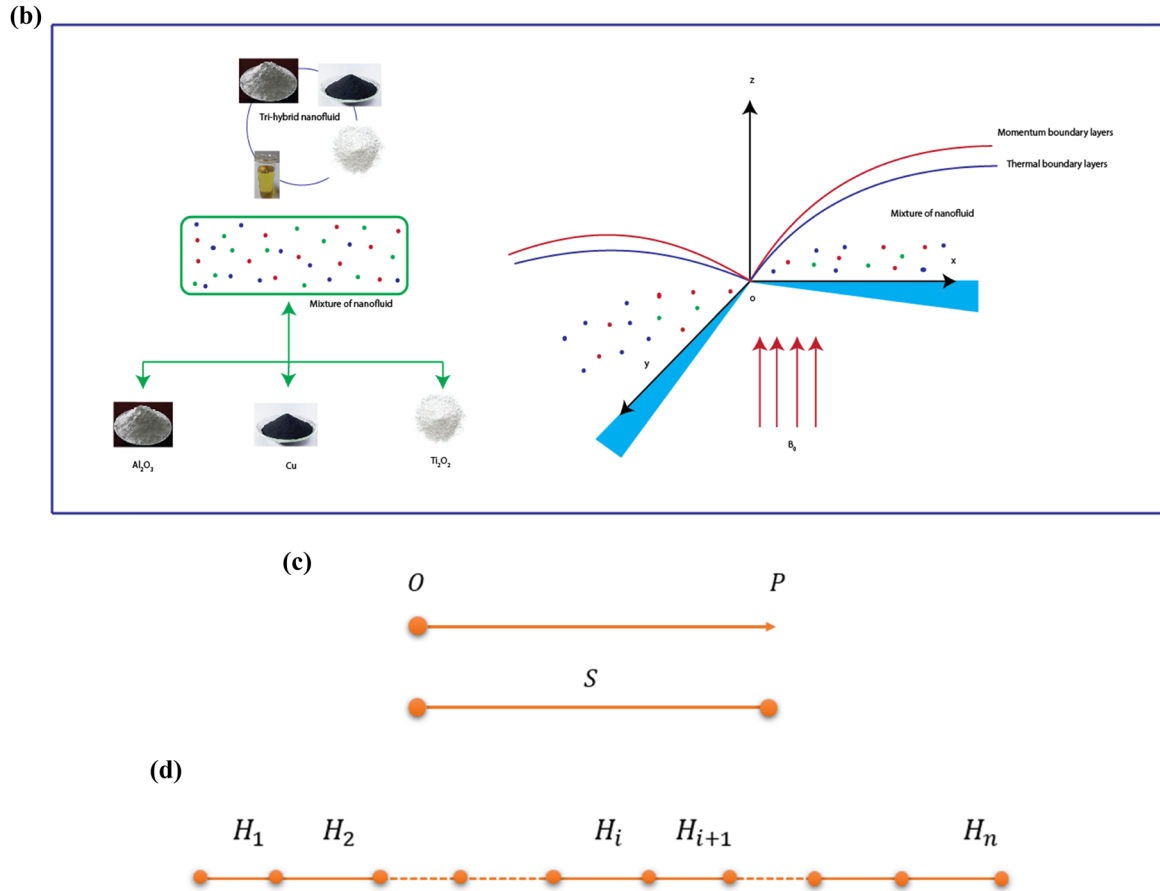 (b)
Tri-hybrid nanofluid
Mixture of nanofluid
Al₂O₃
Cu
Ti₂O₂
z
Momentum boundary layers
Thermal boundary layers
Mixture of nanofluid
x
o
y
B₀
(c)
O P
S
(d)
H₁ H₂ Hᵢ Hᵢ₊₁ Hₙ